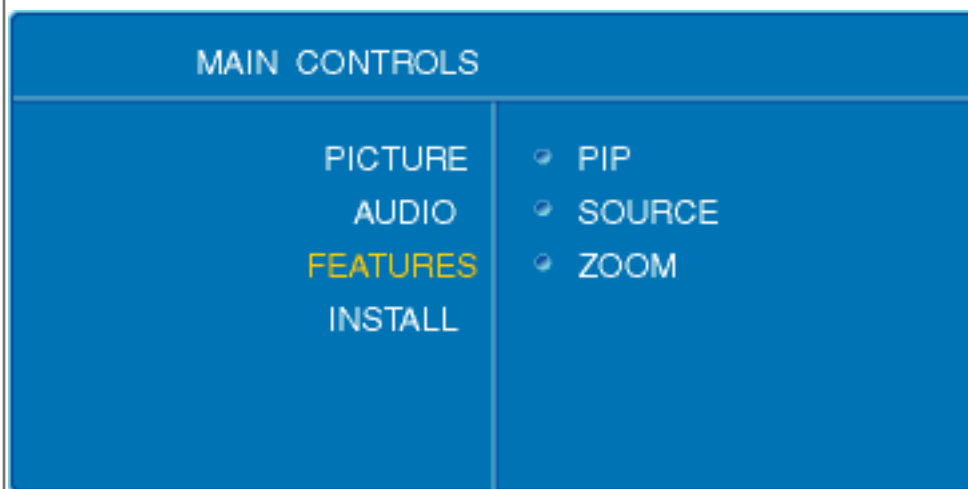 MAIN CONTROLS
PICTURE
AUDIO
FEATURES
INSTALL
PIP
SOURCE
ZOOM